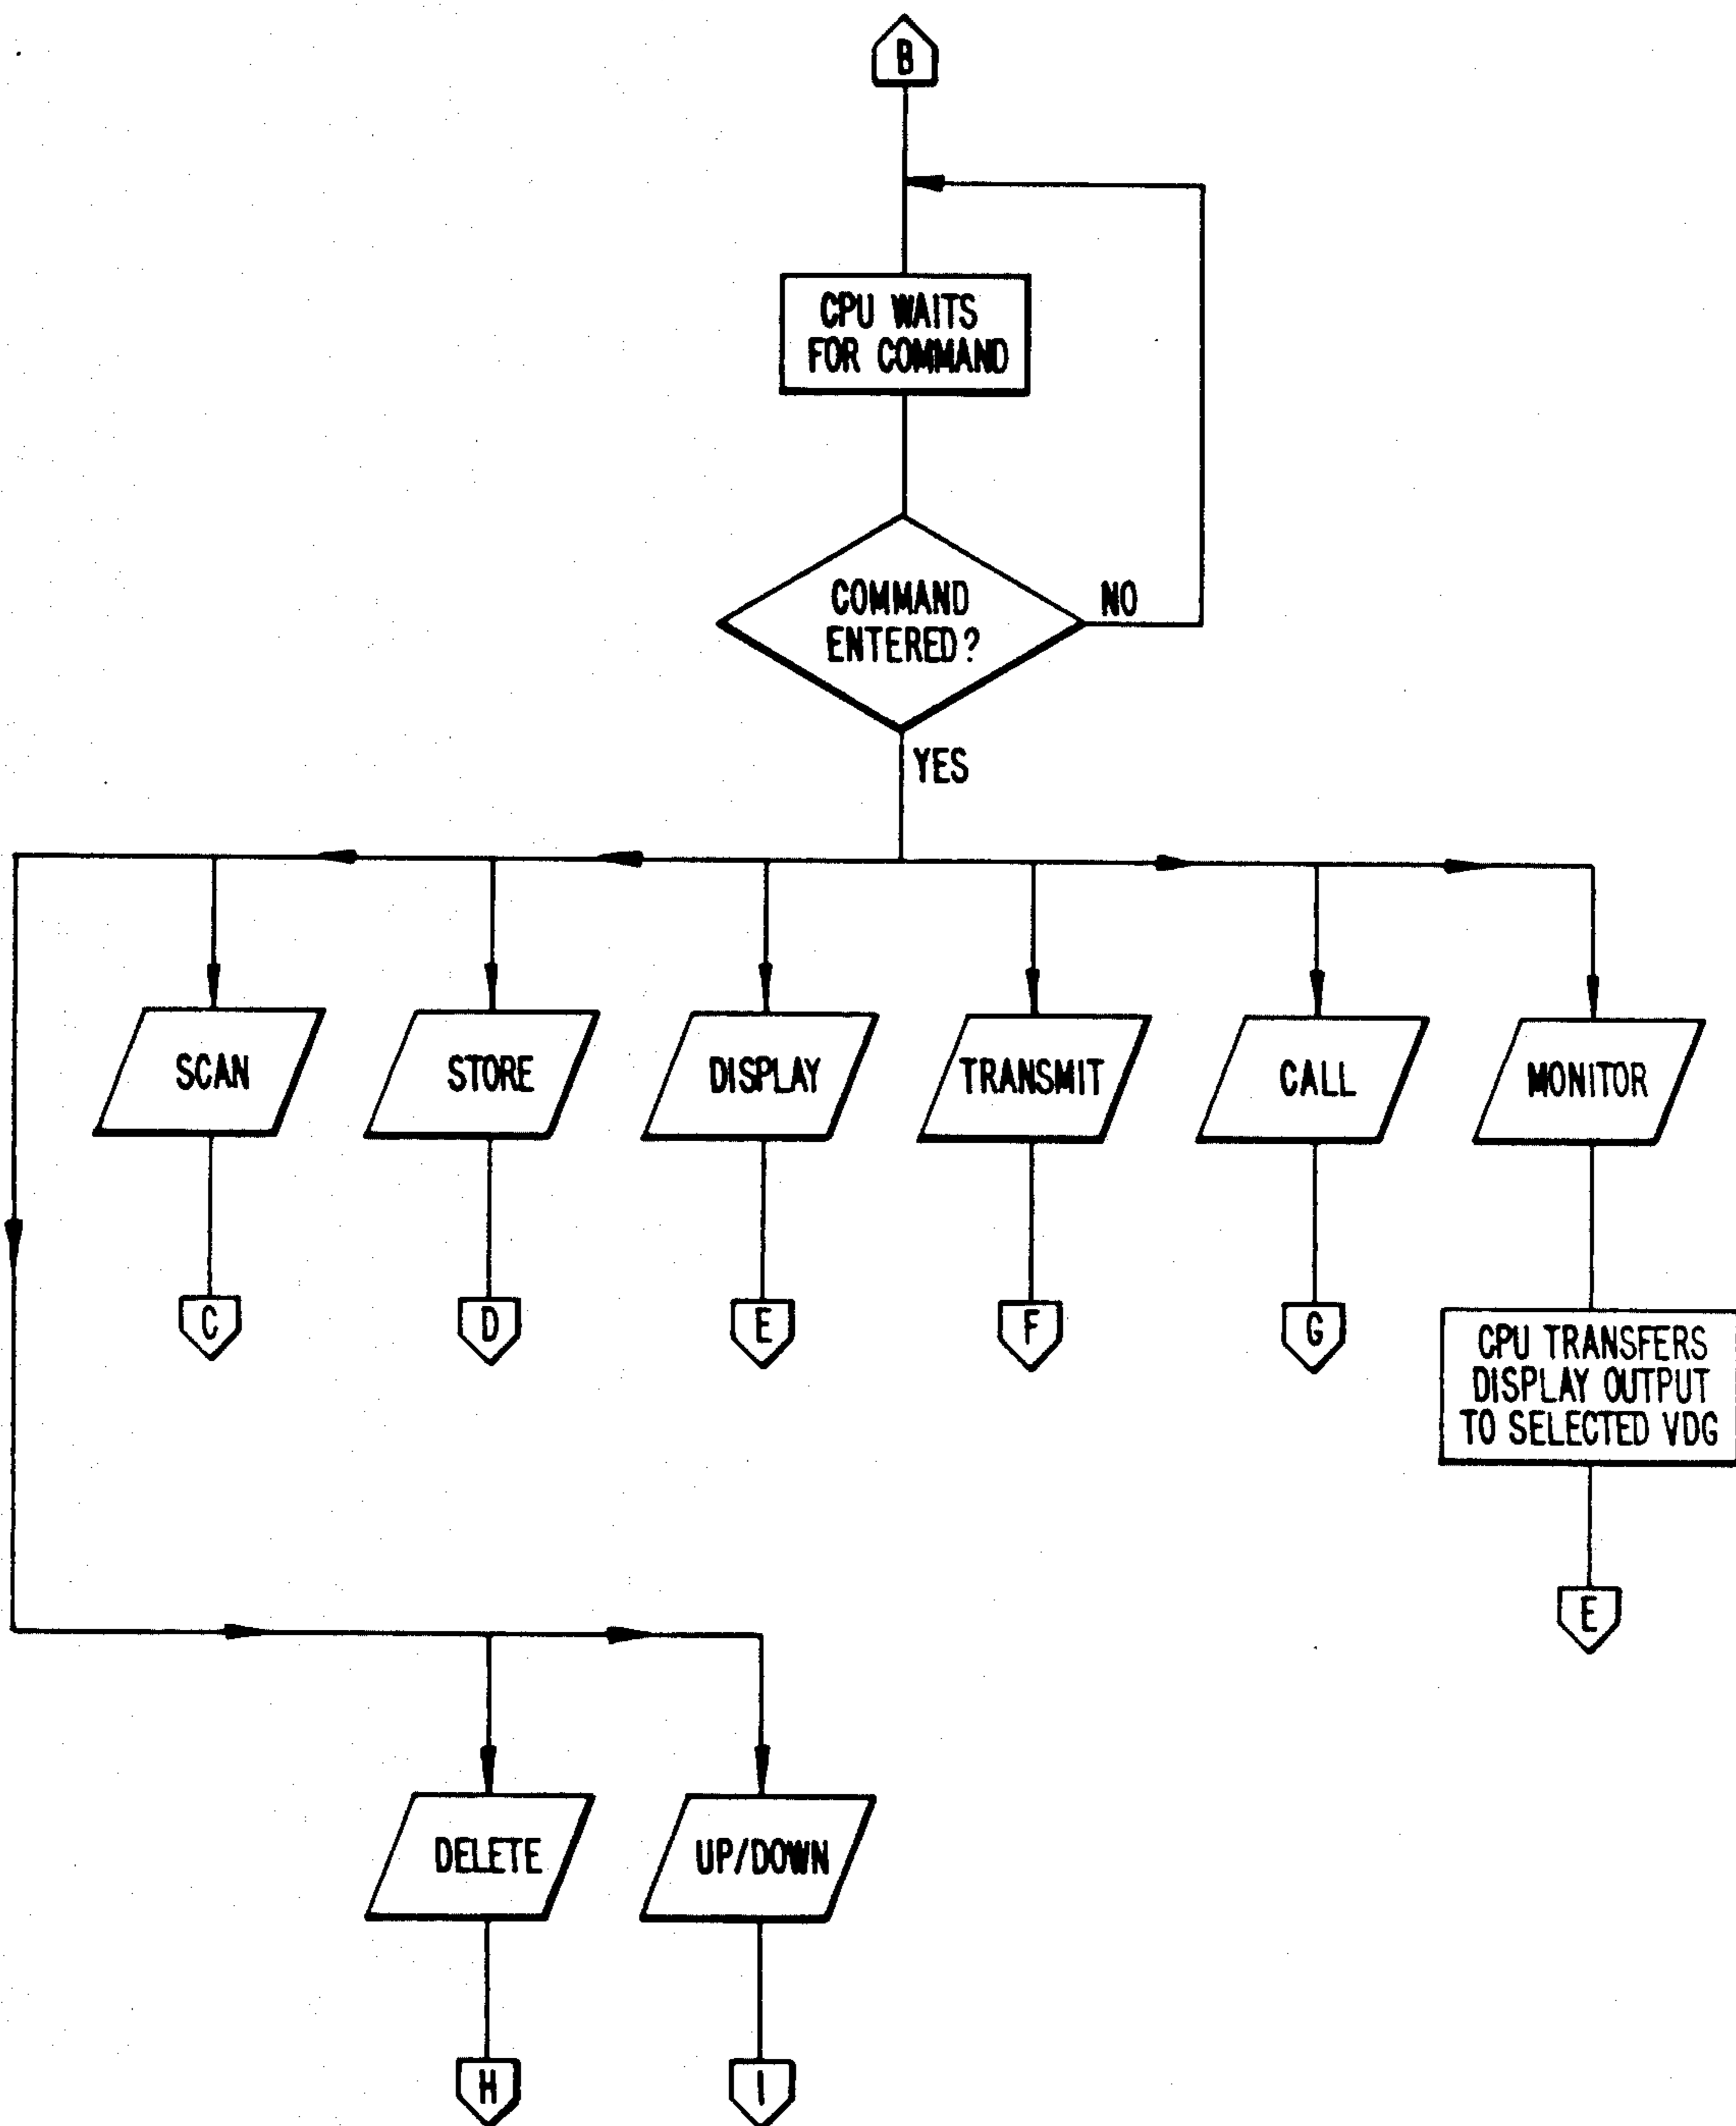 B
CPU WAITS
FOR COMMAND
COMMAND
ENTERED?
NO
YES
SCAN
STORE
DISPLAY
TRANSMIT
CALL
MONITOR
C
D
E
F
G
CPU TRANSFERS
DISPLAY OUTPUT
TO SELECTED VDG
E
DELETE
UP/DOWN
H
I